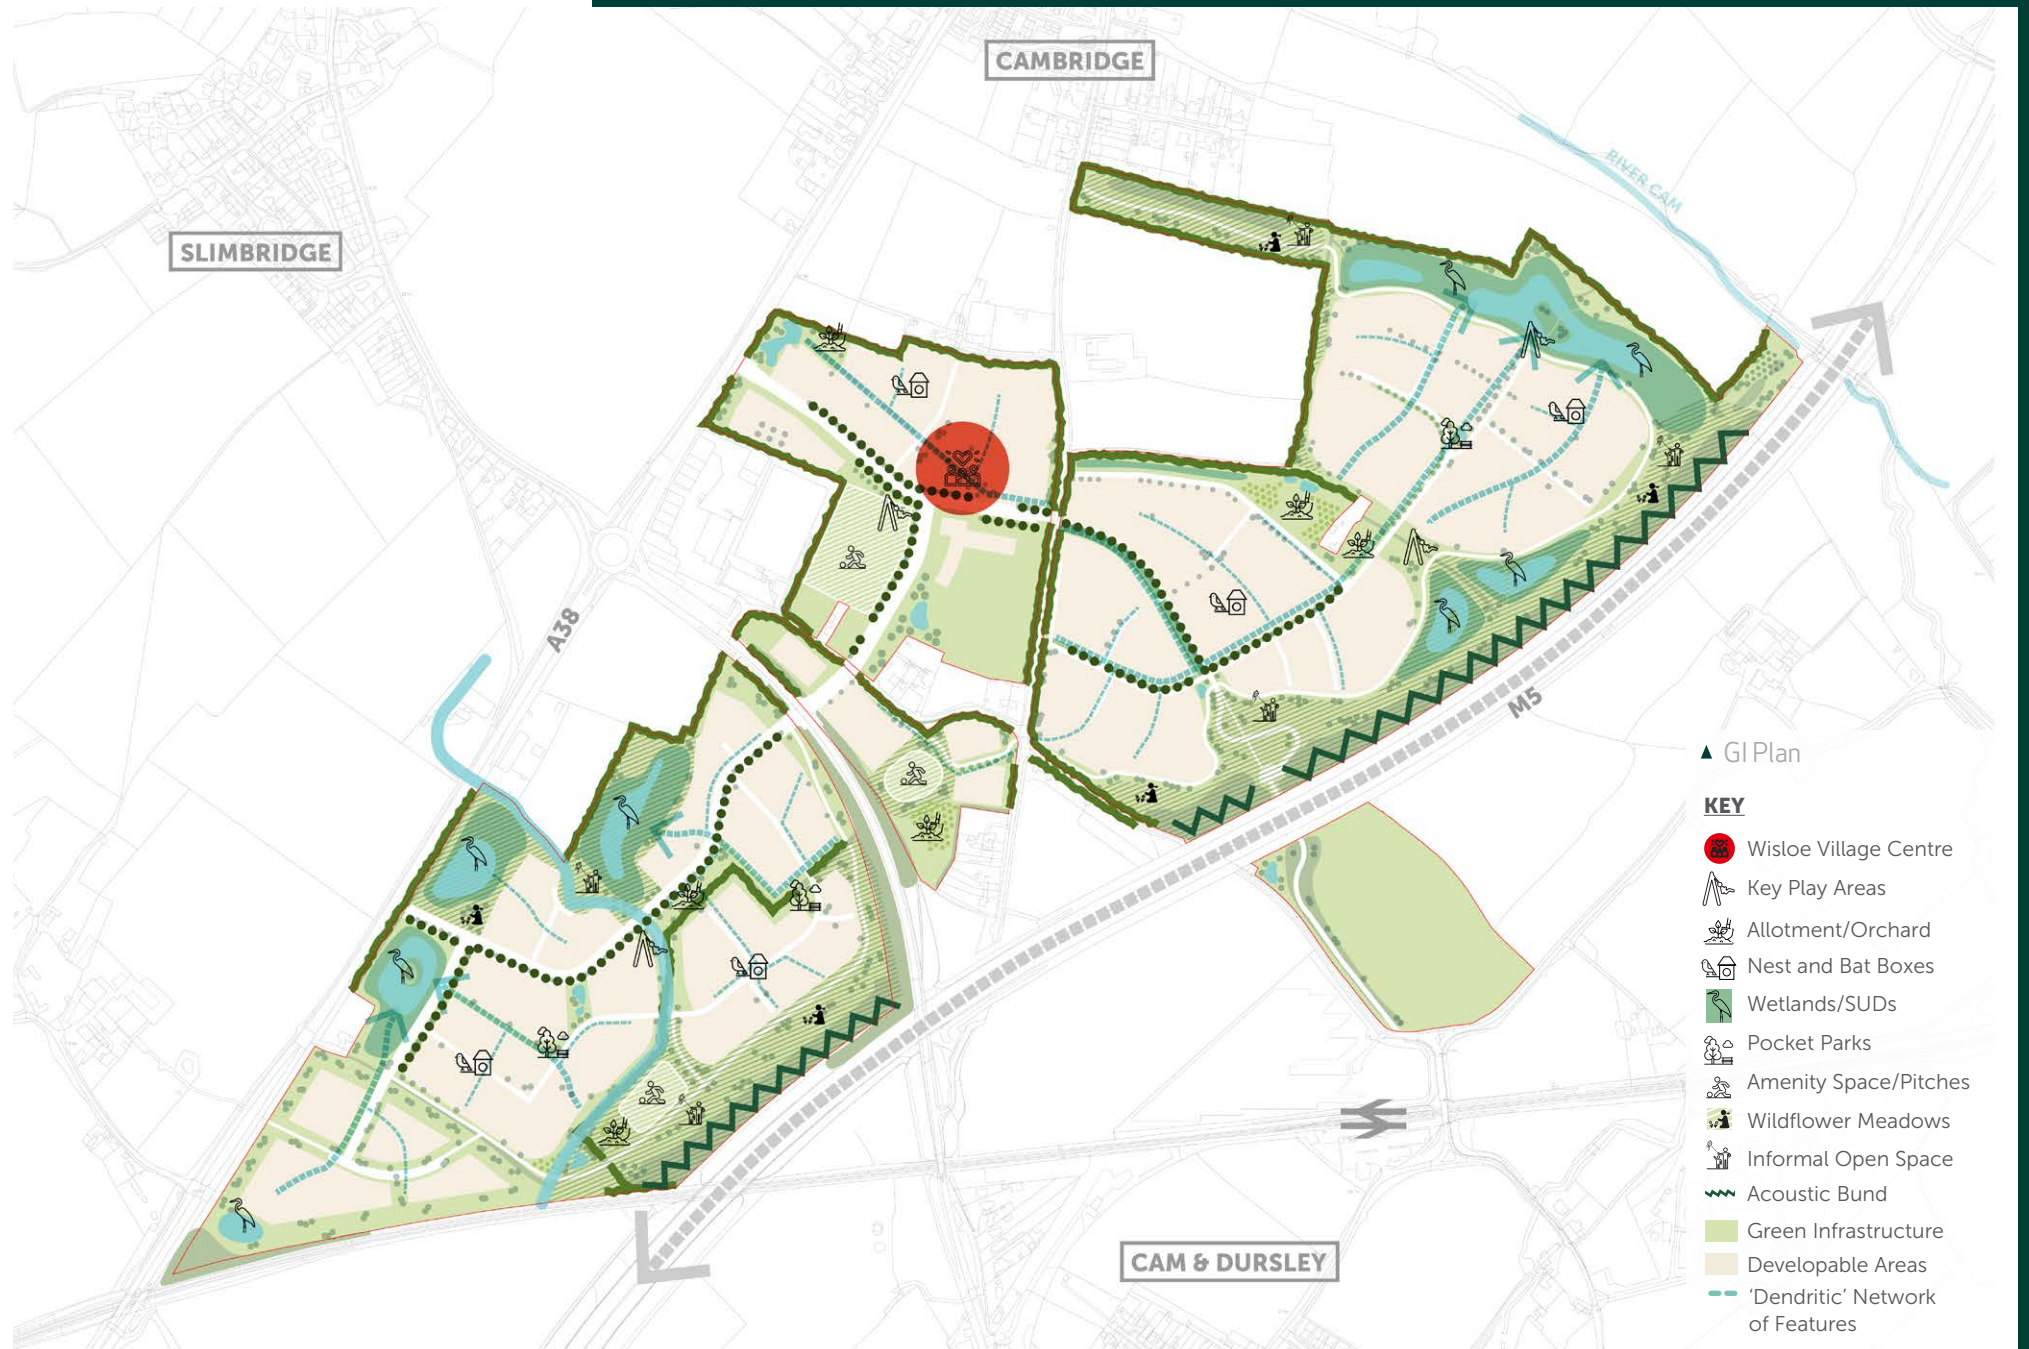 CAMBRIDGE
RIVER CAM
SLIMBRIDGE
A38
M5
CAM & DURSLEY
GI Plan
KEY
Wisloe Village Centre
Key Play Areas
Allotment/Orchard
Nest and Bat Boxes
Wetlands/SUDs
Pocket Parks
Amenity Space/Pitches
Wildflower Meadows
Informal Open Space
Acoustic Bund
Green Infrastructure
Developable Areas
'Dendritic' Network
of Features